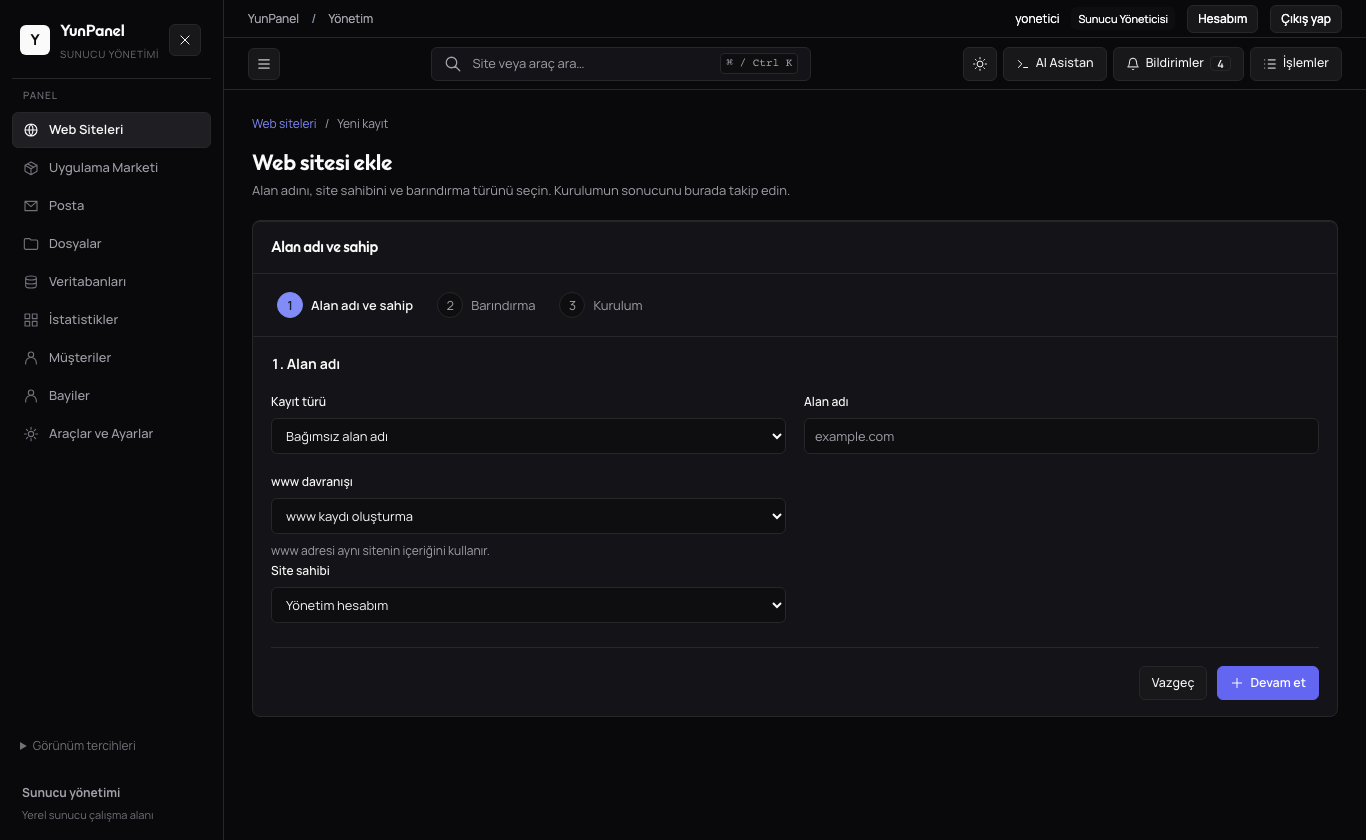 Y
YunPanel
SUNUCU YÖNETİMİ
PANEL
Web Siteleri
Uygulama Marketi
Posta
Dosyalar
Veritabanları
İstatistikler
Müşteriler
Bayiler
Araçlar ve Ayarlar
Görünüm tercihleri
Sunucu yönetimi
Yerel sunucu çalışma alanı
YunPanel / Yönetim
yonetici Sunucu Yöneticisi Hesabım Çıkış yap
Site veya araç ara… ⌘ / Ctrl K
AI Asistan Bildirimler 4 İşlemler
Web siteleri / Yeni kayıt
Web sitesi ekle
Alan adını, site sahibini ve barındırma türünü seçin. Kurulumun sonucunu burada takip edin.
Alan adı ve sahip
1 Alan adı ve sahip 2 Barındırma 3 Kurulum
1. Alan adı
Kayıt türü Alan adı
Bağımsız alan adı example.com
www davranışı
www kaydı oluşturma
www adresi aynı sitenin içeriğini kullanır.
Site sahibi
Yönetim hesabım
Vazgeç + Devam et